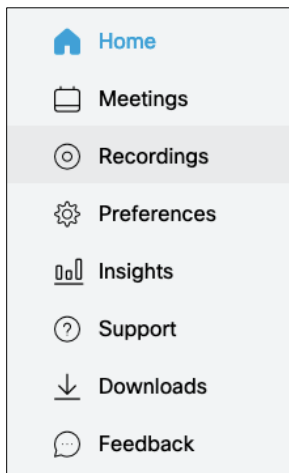 Home
Meetings
Recordings
Preferences
Insights
Support
Downloads
Feedback